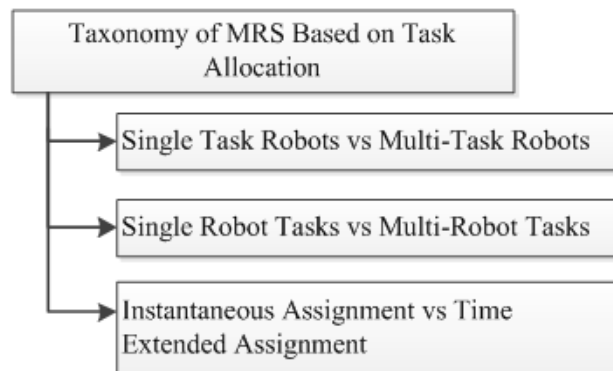 Taxonomy of MRS Based on Task
Allocation
Single Task Robots vs Multi-Task Robots
Single Robot Tasks vs Multi-Robot Tasks
Instantaneous Assignment vs Time
Extended Assignment